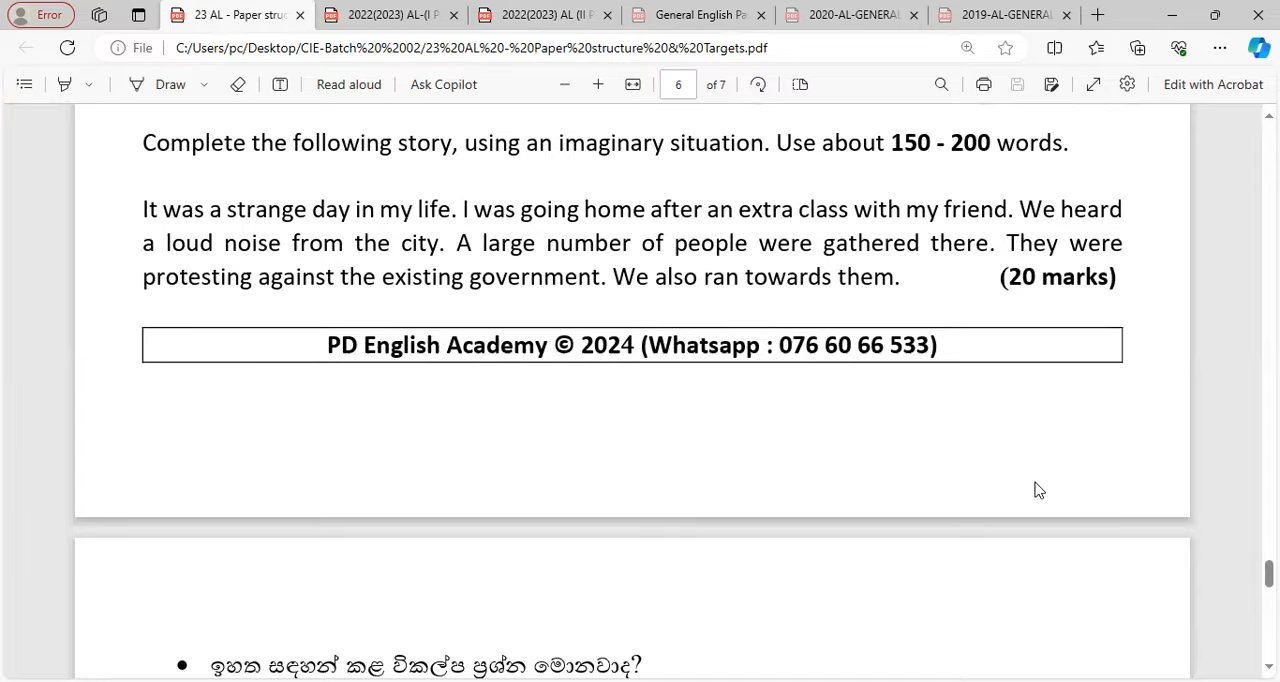 Error
23 AL - Paper struc
2022(2023) AL-(I P
2022(2023) AL (II P
General English Pa
2020-AL-GENERAL
2019-AL-GENERAL
File
C:/Users/pc/Desktop/CIE-Batch%20%2002/23%20AL%20-%20Paper%20structure%20&%20Targets.pdf
Draw
Read aloud
Ask Copilot
6
of 7
Edit with Acrobat
Complete the following story, using an imaginary situation. Use about 150 - 200 words.
It was a strange day in my life. I was going home after an extra class with my friend. We heard
a loud noise from the city. A large number of people were gathered there. They were
protesting against the existing government. We also ran towards them. (20 marks)
PD English Academy © 2024 (Whatsapp : 076 60 66 533)
• ඉහත සඳහන් කළ විකල්ප ප්‍රශ්න මොනවාද?